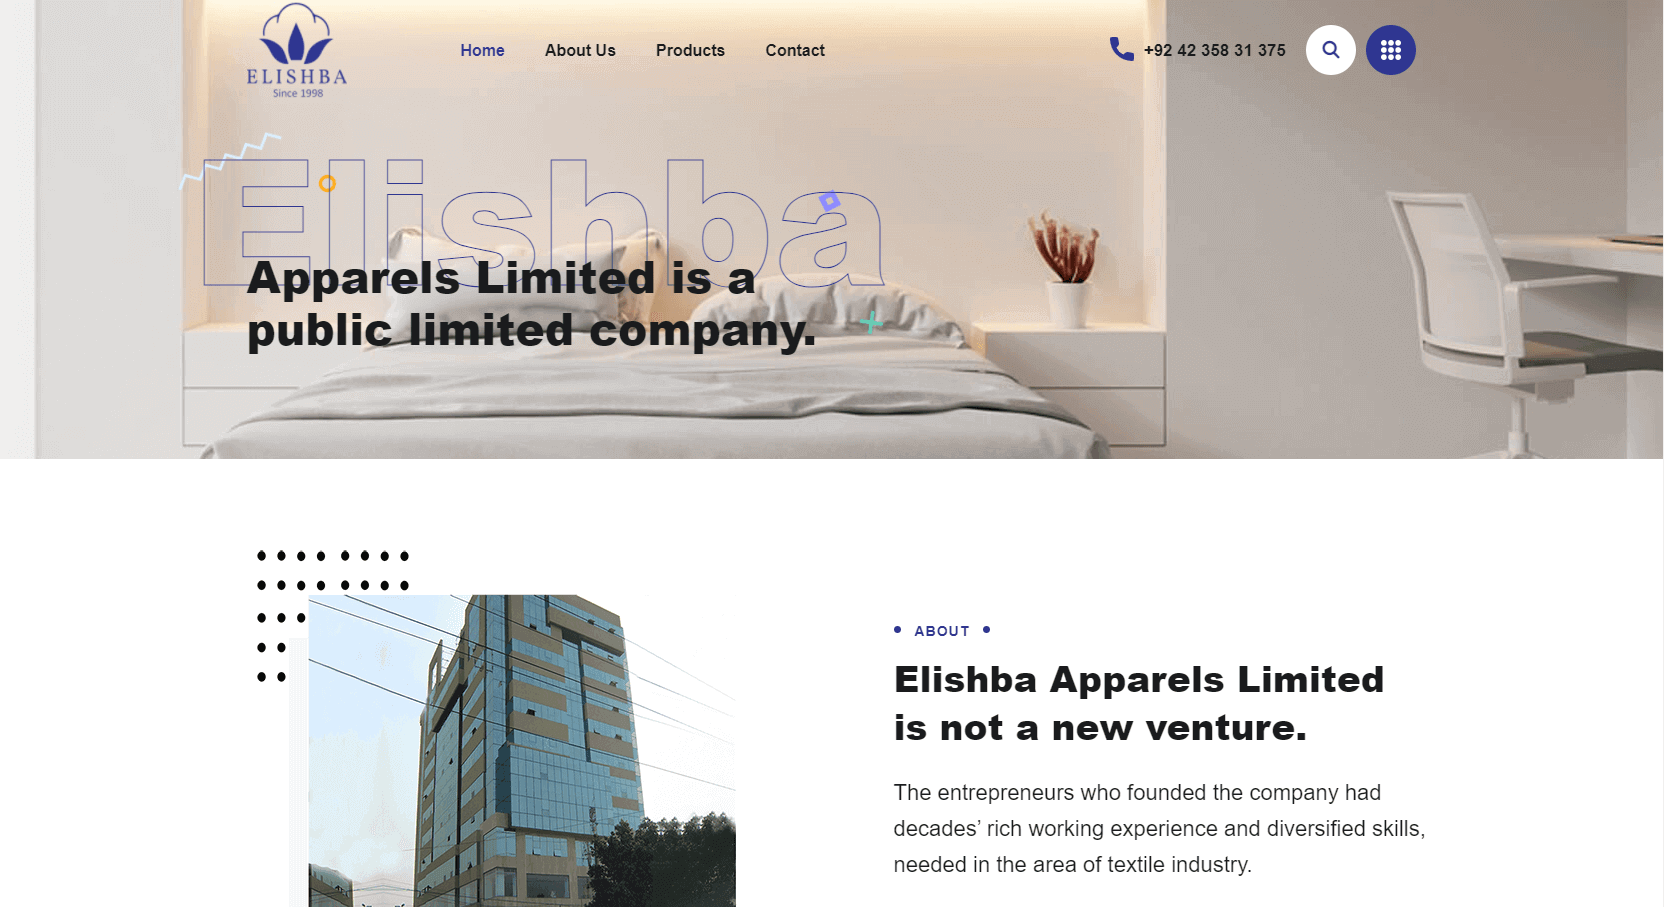 ELISHBA
Since 1998
Home
About Us
Products
Contact
+92 42 358 31 375
Elishba
Apparels Limited is a
public limited company.
ABOUT
Elishba Apparels Limited
is not a new venture.
The entrepreneurs who founded the company had
decades’ rich working experience and diversified skills,
needed in the area of textile industry.